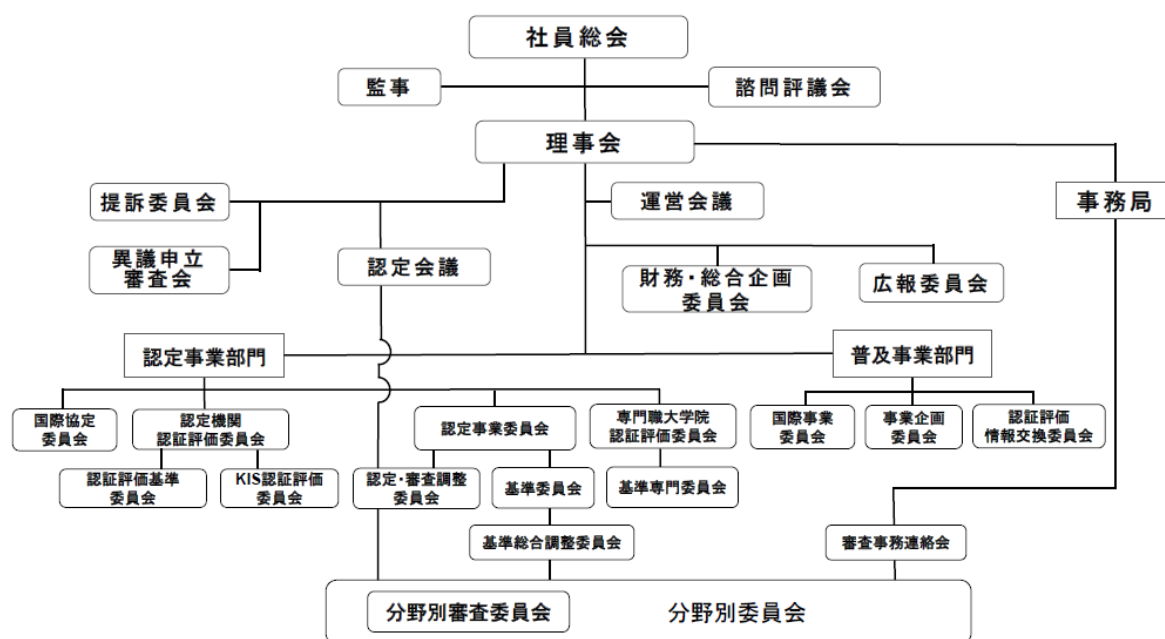 社員総会
監事
諮問評議会
理事会
提訴委員会
運営会議
事務局
異議申立
審査会
認定会議
財務・総合企画
委員会
広報委員会
認定事業部門
普及事業部門
国際協定
委員会
認定機関
認証評価委員会
認定事業委員会
専門職大学院
認証評価委員会
国際事業
委員会
事業企画
委員会
認証評価
情報交換委員会
認証評価基準
委員会
KIS認証評価
委員会
認定・審査調整
委員会
基準委員会
基準専門委員会
基準総合調整委員会
審査事務連絡会
分野別審査委員会
分野別委員会